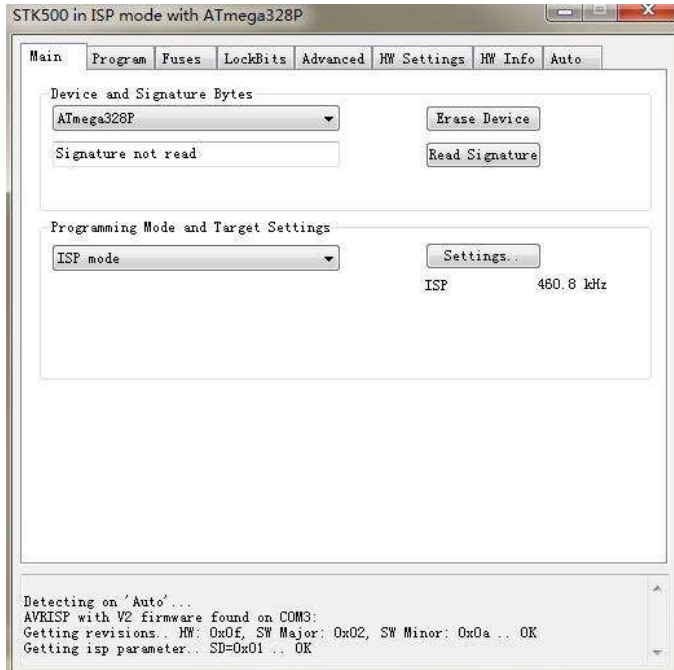 STK500 in ISP mode with ATmega328P
Main Program Fuses LockBits Advanced HW Settings HW Info Auto
Device and Signature Bytes
ATmega328P Erase Device
Signature not read Read Signature
Programming Mode and Target Settings
ISP mode Settings..
ISP 460.8 kHz
Detecting on 'Auto'...
AVRISP with V2 firmware found on COM3:
Getting revisions.. HW: 0x0f, SW Major: 0x02, SW Minor: 0x0a .. OK
Getting isp parameter.. SD=0x01 .. OK